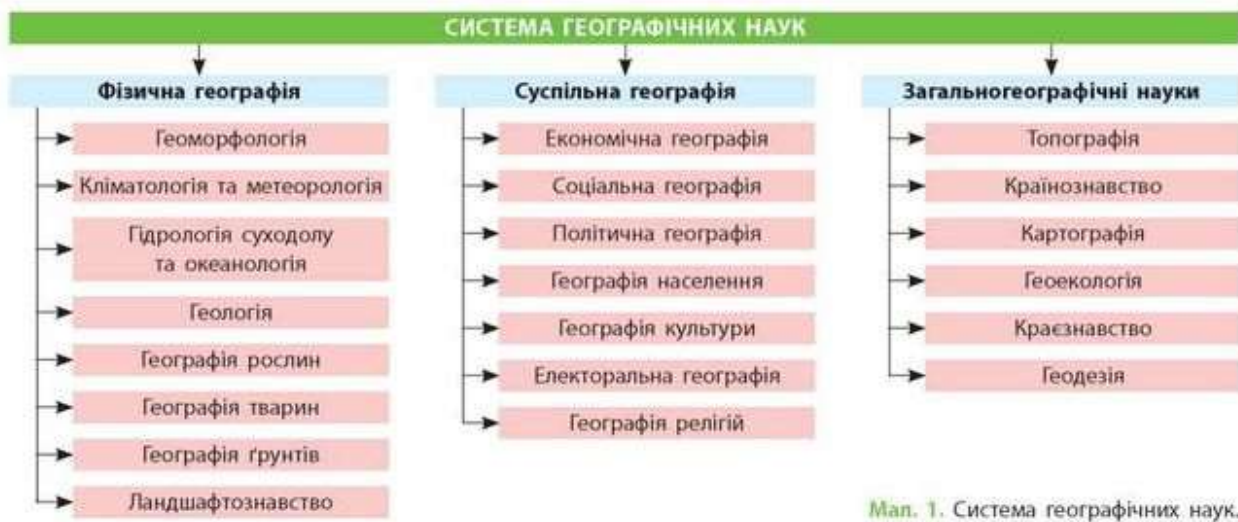 СИСТЕМА ГЕОГРАФІЧНИХ НАУК
Фізична географія
Геоморфологія
Кліматологія та метеорологія
Гідрологія суходолу
та океанологія
Геологія
Географія рослин
Географія тварин
Географія ґрунтів
Ландшафтознавство
Суспільна географія
Економічна географія
Соціальна географія
Політична географія
Географія населення
Географія культури
Електоральна географія
Географія релігій
Загальногеографічні науки
Топографія
Країнознавство
Картографія
Геоекологія
Краєзнавство
Геодезія
Мал. 1. Система географічних наук.